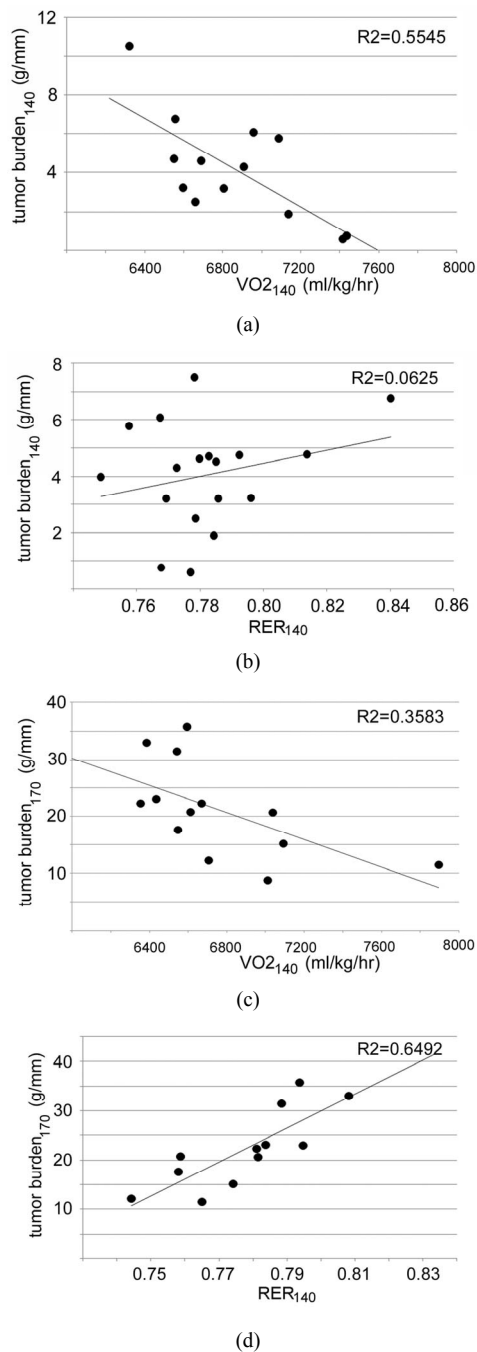 12
R2=0.5545
8
4
tumor burden140 (g/mm)
6400 6800 7200 7600 8000
VO2140 (ml/kg/hr)
(a)
8
R2=0.0625
6
4
2
tumor burden140 (g/mm)
0.76 0.78 0.80 0.82 0.84 0.86
RER140
(b)
40
R2=0.3583
30
20
10
tumor burden170 (g/mm)
6400 6800 7200 7600 8000
VO2140 (ml/kg/hr)
(c)
R2=0.6492
40
30
20
10
tumor burden170 (g/mm)
0.75 0.77 0.79 0.81 0.83
RER140
(d)